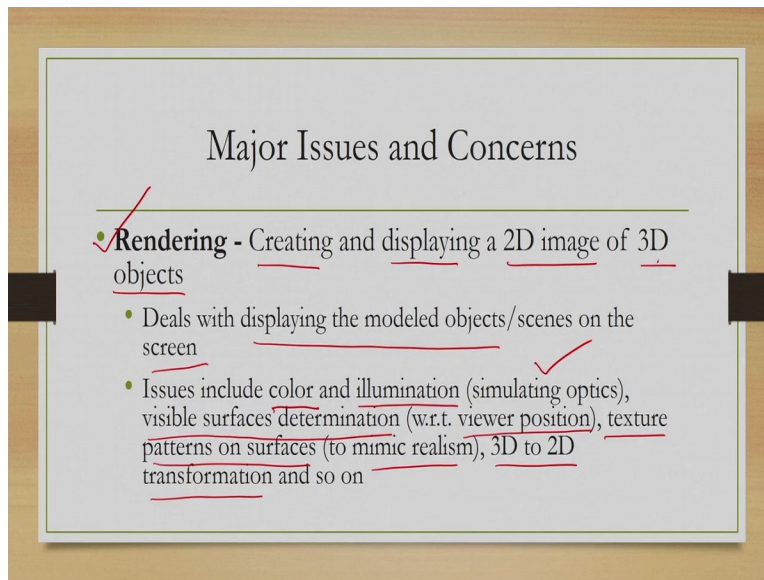 Major Issues and Concerns
• Rendering - Creating and displaying a 2D image of 3D
objects
• Deals with displaying the modeled objects/scenes on the
screen
• Issues include color and illumination (simulating optics),
visible surfaces determination (w.r.t. viewer position), texture
patterns on surfaces (to mimic realism), 3D to 2D
transformation and so on